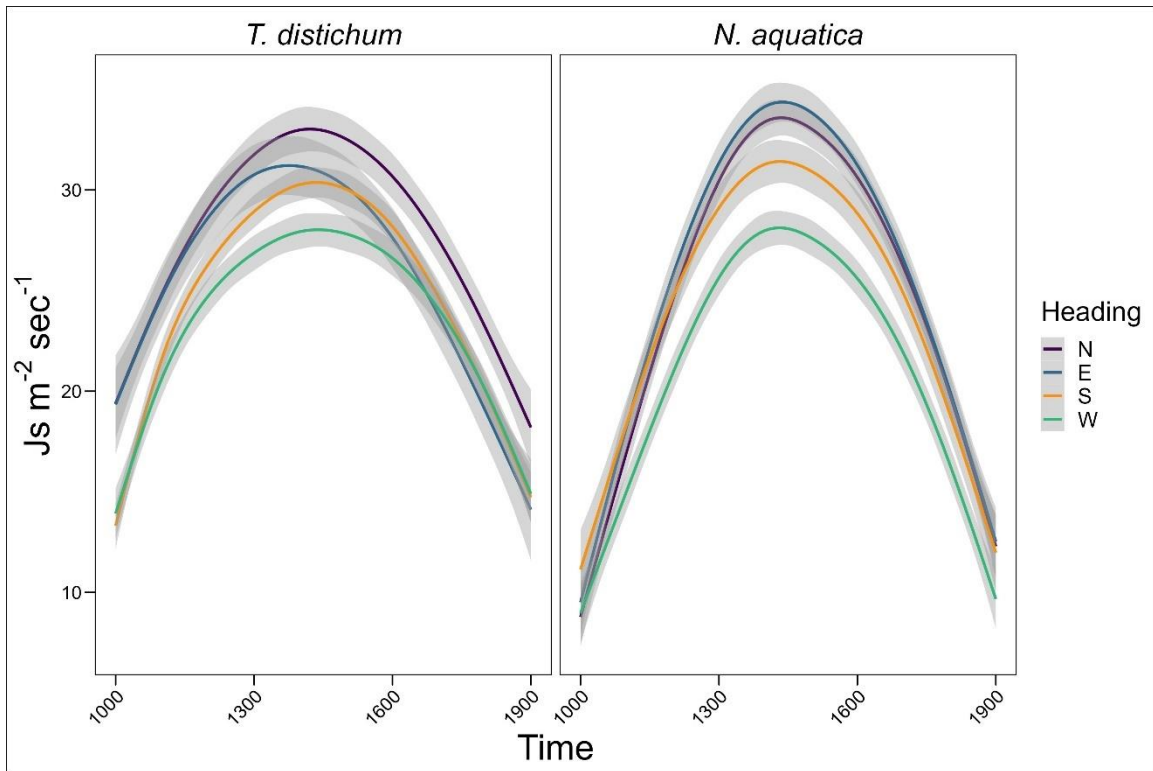 T. distichum
N. aquatica
Js m⁻² sec⁻¹
30
20
10
1000
1300
1600
1900
1000
1300
1600
1900
Time
Heading
N
E
S
W